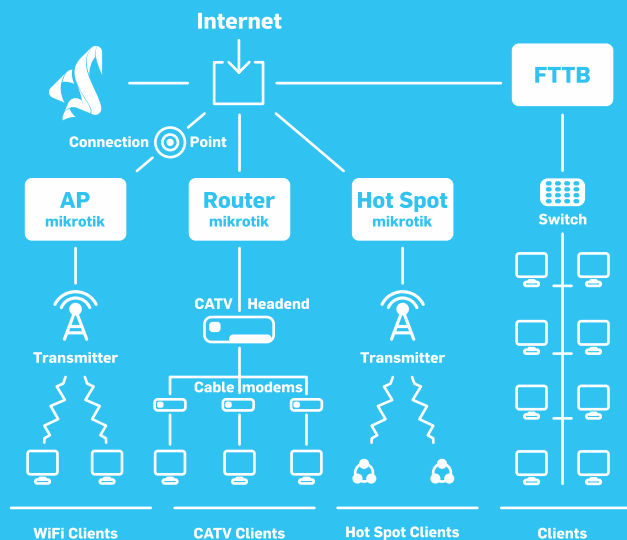 Internet
FTTB
Connection Point
AP
mikrotik
Router
mikrotik
Hot Spot
mikrotik
Switch
CATV Headend
Transmitter
Transmitter
Cable modems
WiFi Clients
CATV Clients
Hot Spot Clients
Clients